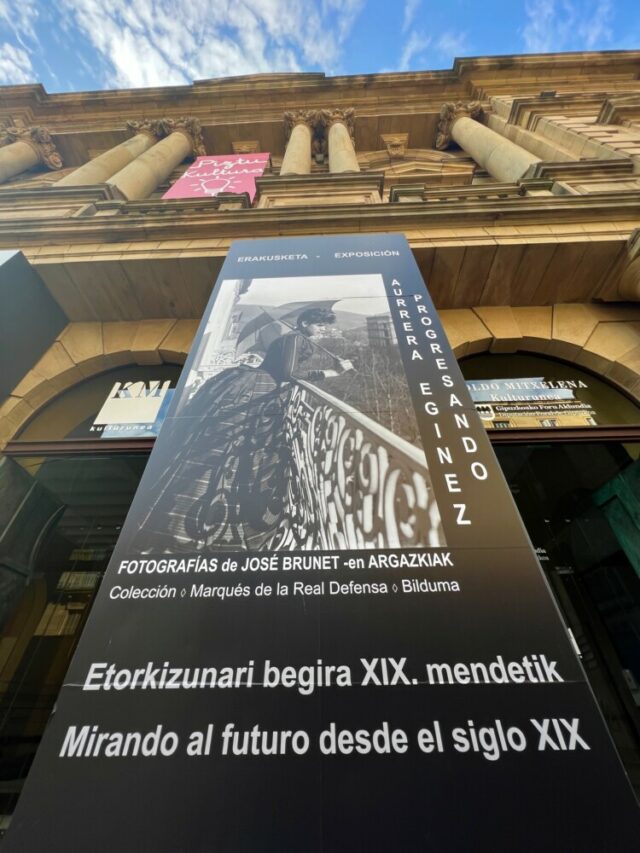 Piztu
Kultura
ERAKUSKETA - EXPOSICIÓN
AURRERA EGINEZ
PROGRESANDO
KM
kulturunea
OLDO MITXELENA
Kulturunea
Gipuzkoako Foru Aldundia
FOTOGRAFÍAS de JOSÉ BRUNET -en ARGAZKIAK
Colección ◊ Marqués de la Real Defensa ◊ Bilduma
Etorkizunari begira XIX. mendetik
Mirando al futuro desde el siglo XIX